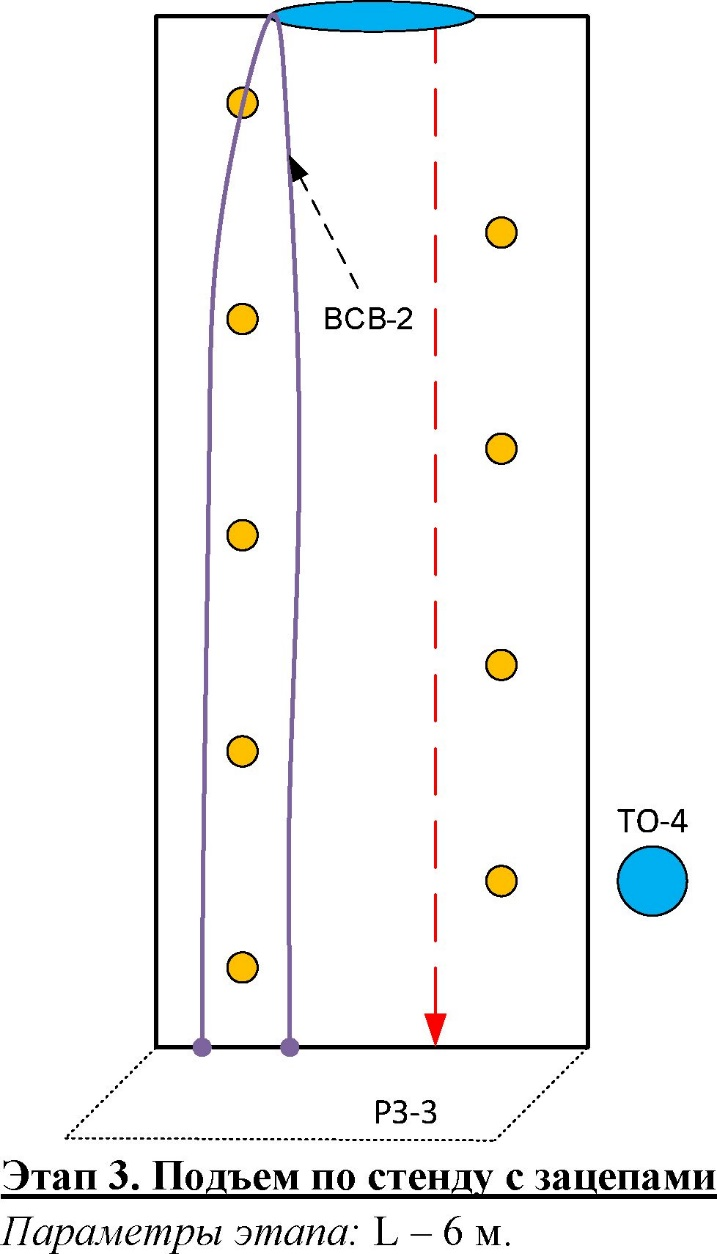 ВСВ-2
ТО-4
РЗ-3
Этап 3. Подъем по стенду с зацепами
Параметры этапа: L – 6 м.